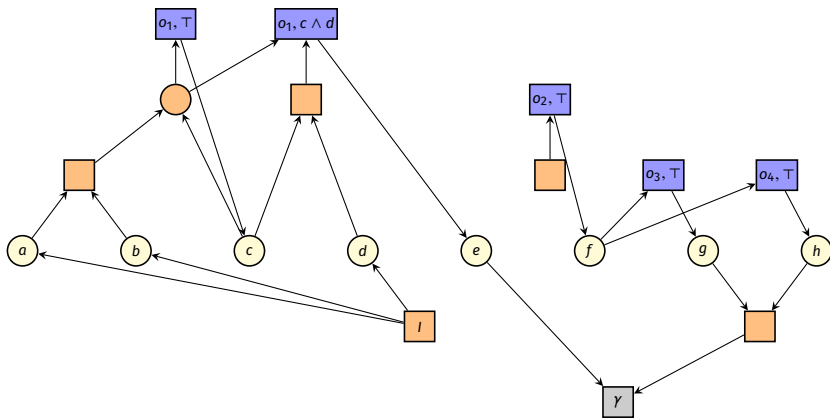 o₁, ⊤
o₁, c ∧ d
o₂, ⊤
o₃, ⊤
o₄, ⊤
a
b
c
d
e
f
g
h
I
γ